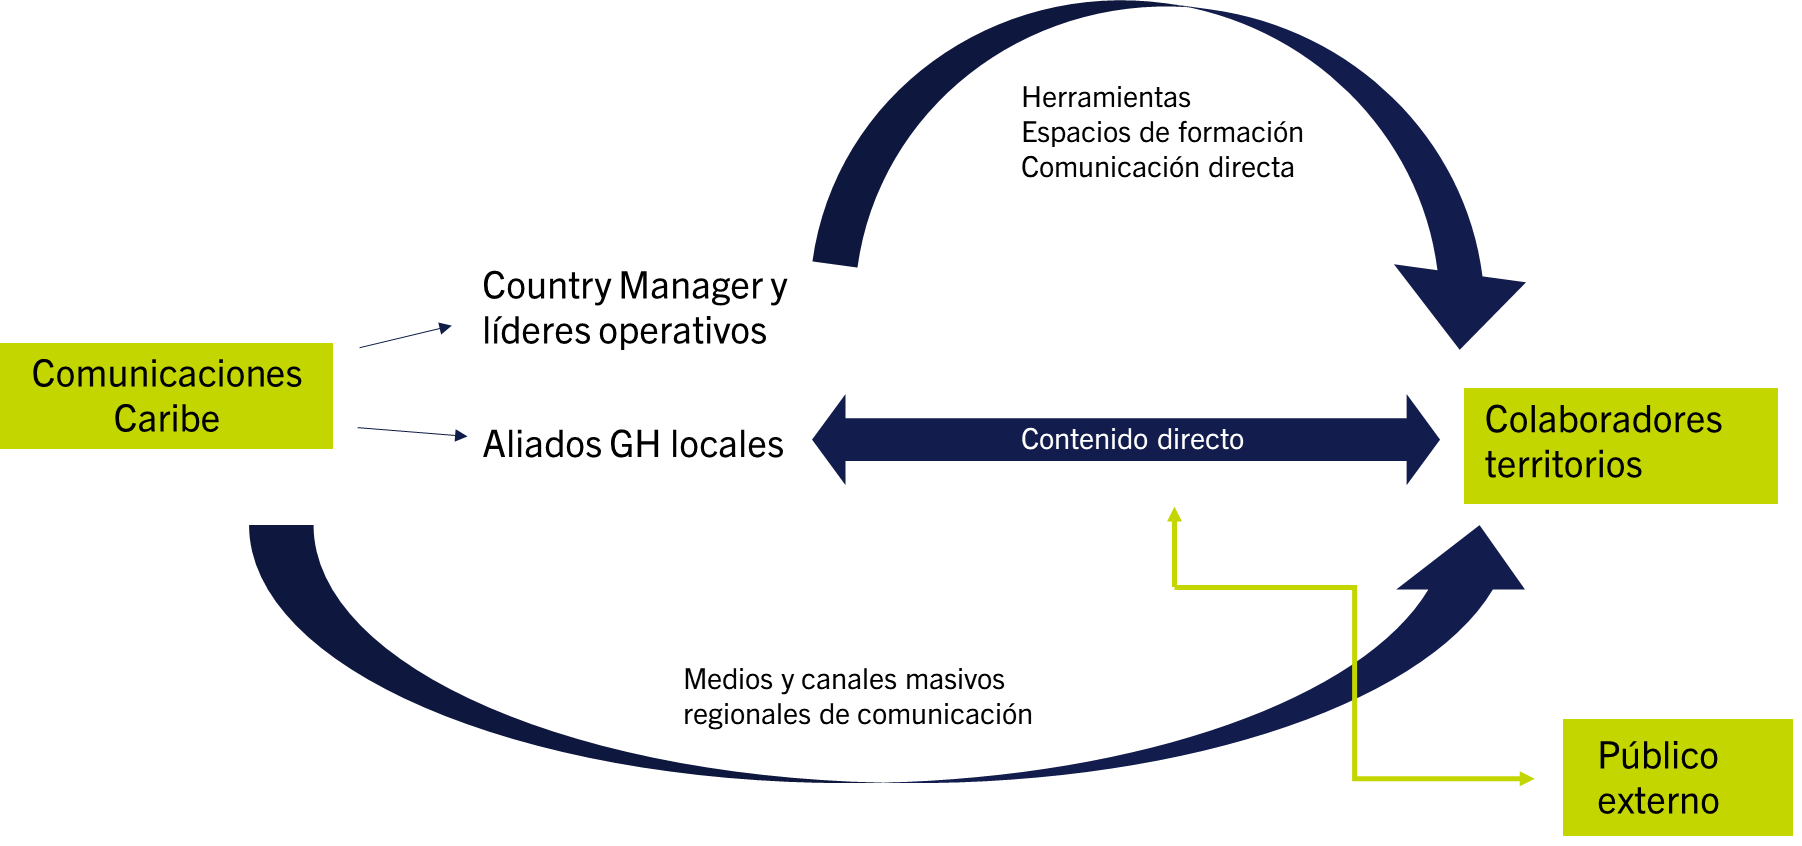 Herramientas
Espacios de formación
Comunicación directa
Country Manager y
líderes operativos
Comunicaciones
Caribe
Aliados GH locales
Contenido directo
Colaboradores
territorios
Medios y canales masivos
regionales de comunicación
Público
externo